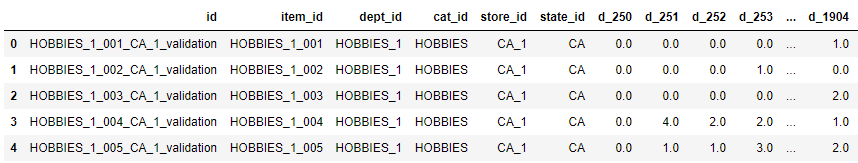 id item_id dept_id cat_id store_id state_id d_250 d_251 d_252 d_253 ... d_1904
0 HOBBIES_1_001_CA_1_validation HOBBIES_1_001 HOBBIES_1 HOBBIES CA_1 CA 0.0 0.0 0.0 0.0 ... 1.0
1 HOBBIES_1_002_CA_1_validation HOBBIES_1_002 HOBBIES_1 HOBBIES CA_1 CA 0.0 0.0 0.0 1.0 ... 0.0
2 HOBBIES_1_003_CA_1_validation HOBBIES_1_003 HOBBIES_1 HOBBIES CA_1 CA 0.0 0.0 0.0 0.0 ... 2.0
3 HOBBIES_1_004_CA_1_validation HOBBIES_1_004 HOBBIES_1 HOBBIES CA_1 CA 0.0 4.0 2.0 2.0 ... 1.0
4 HOBBIES_1_005_CA_1_validation HOBBIES_1_005 HOBBIES_1 HOBBIES CA_1 CA 0.0 1.0 1.0 3.0 ... 2.0